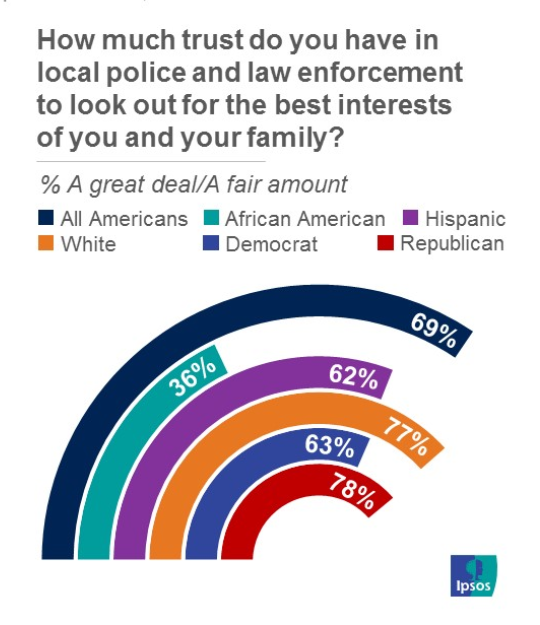 How much trust do you have in
local police and law enforcement
to look out for the best interests
of you and your family?
% A great deal/A fair amount
All Americans African American Hispanic
White Democrat Republican
69%
36%
62%
77%
63%
78%
Ipsos